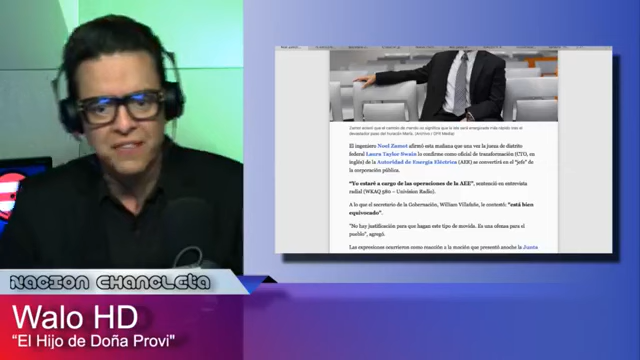 Zamot aclaró que el cambio de mando no significa que la isla será energizada más rápido tras el
devastador paso del huracán María. (Archivo / GFR Media)
El ingeniero Noel Zamot afirmó esta mañana que una vez la jueza de distrito
federal Laura Taylor Swain lo confirme como oficial de transformación (CTO, en
inglés) de la Autoridad de Energía Eléctrica (AEE) se convertirá en el "jefe" de
la corporación pública.
"Yo estaré a cargo de las operaciones de la AEE", sentenció en entrevista
radial (WKAQ 580 – Univision Radio).
A lo que el secretario de la Gobernación, William Villafañe, le contestó: "está bien
equivocado".
"No hay justificación para que hagan este tipo de movida. Es una ofensa para el
pueblo", agregó.
Las expresiones ocurrieron como reacción a la moción que presentó anoche la Junta
NACION CHANCLETA
Walo HD
"El Hijo de Doña Provi"